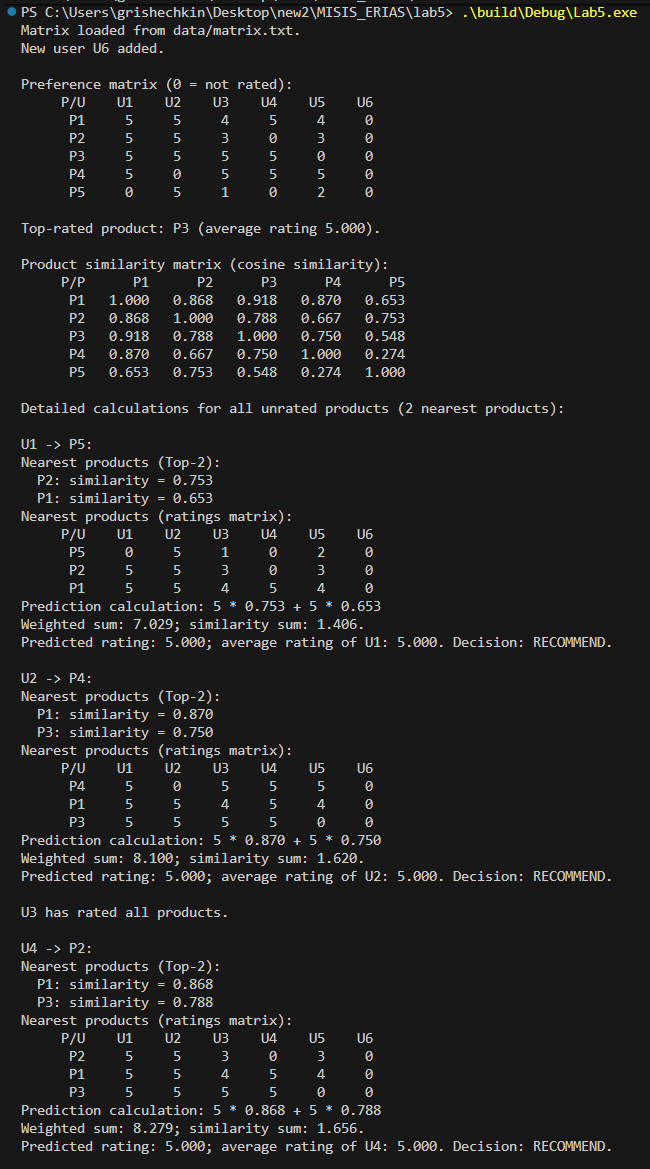 PS C:\Users\grishechkin\Desktop\new2\MISIS_ERIAS\lab5> .\build\Debug\Lab5.exe
Matrix loaded from data/matrix.txt.
New user U6 added.
Preference matrix (0 = not rated):
P/U U1 U2 U3 U4 U5 U6
P1 5 5 4 5 4 0
P2 5 5 3 0 3 0
P3 5 5 5 5 0 0
P4 5 0 5 5 5 0
P5 0 5 1 0 2 0
Top-rated product: P3 (average rating 5.000).
Product similarity matrix (cosine similarity):
P/P P1 P2 P3 P4 P5
P1 1.000 0.868 0.918 0.870 0.653
P2 0.868 1.000 0.788 0.667 0.753
P3 0.918 0.788 1.000 0.750 0.548
P4 0.870 0.667 0.750 1.000 0.274
P5 0.653 0.753 0.548 0.274 1.000
Detailed calculations for all unrated products (2 nearest products):
U1 -> P5:
Nearest products (Top-2):
P2: similarity = 0.753
P1: similarity = 0.653
Nearest products (ratings matrix):
P/U U1 U2 U3 U4 U5 U6
P5 0 5 1 0 2 0
P2 5 5 3 0 3 0
P1 5 5 4 5 4 0
Prediction calculation: 5 * 0.753 + 5 * 0.653
Weighted sum: 7.029; similarity sum: 1.406.
Predicted rating: 5.000; average rating of U1: 5.000. Decision: RECOMMEND.
U2 -> P4:
Nearest products (Top-2):
P1: similarity = 0.870
P3: similarity = 0.750
Nearest products (ratings matrix):
P/U U1 U2 U3 U4 U5 U6
P4 5 0 5 5 5 0
P1 5 5 4 5 4 0
P3 5 5 5 5 0 0
Prediction calculation: 5 * 0.870 + 5 * 0.750
Weighted sum: 8.100; similarity sum: 1.620.
Predicted rating: 5.000; average rating of U2: 5.000. Decision: RECOMMEND.
U3 has rated all products.
U4 -> P2:
Nearest products (Top-2):
P1: similarity = 0.868
P3: similarity = 0.788
Nearest products (ratings matrix):
P/U U1 U2 U3 U4 U5 U6
P2 5 5 3 0 3 0
P1 5 5 4 5 4 0
P3 5 5 5 5 0 0
Prediction calculation: 5 * 0.868 + 5 * 0.788
Weighted sum: 8.279; similarity sum: 1.656.
Predicted rating: 5.000; average rating of U4: 5.000. Decision: RECOMMEND.